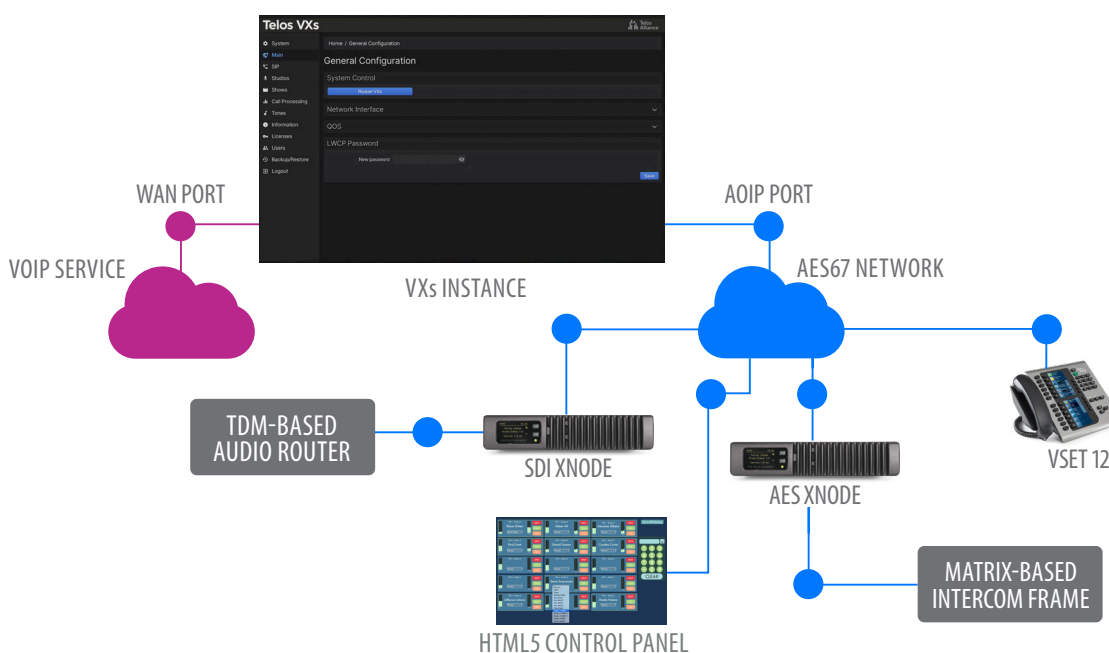 Telos VXs
Telos Alliance
System
Main
SIP
Studios
Shows
Call Processing
Tones
Information
Licenses
Users
Backup/Restore
Logout
Home / General Configuration
General Configuration
System Control
Restart VXs
Network Interface
QOS
LWCP Password
New password
Save
WAN PORT
AOIP PORT
VOIP SERVICE
VXs INSTANCE
AES67 NETWORK
TDM-BASED
AUDIO ROUTER
SDI XNODE
AES XNODE
VSET 12
CLEAR
MATRIX-BASED
INTERCOM FRAME
HTML5 CONTROL PANEL